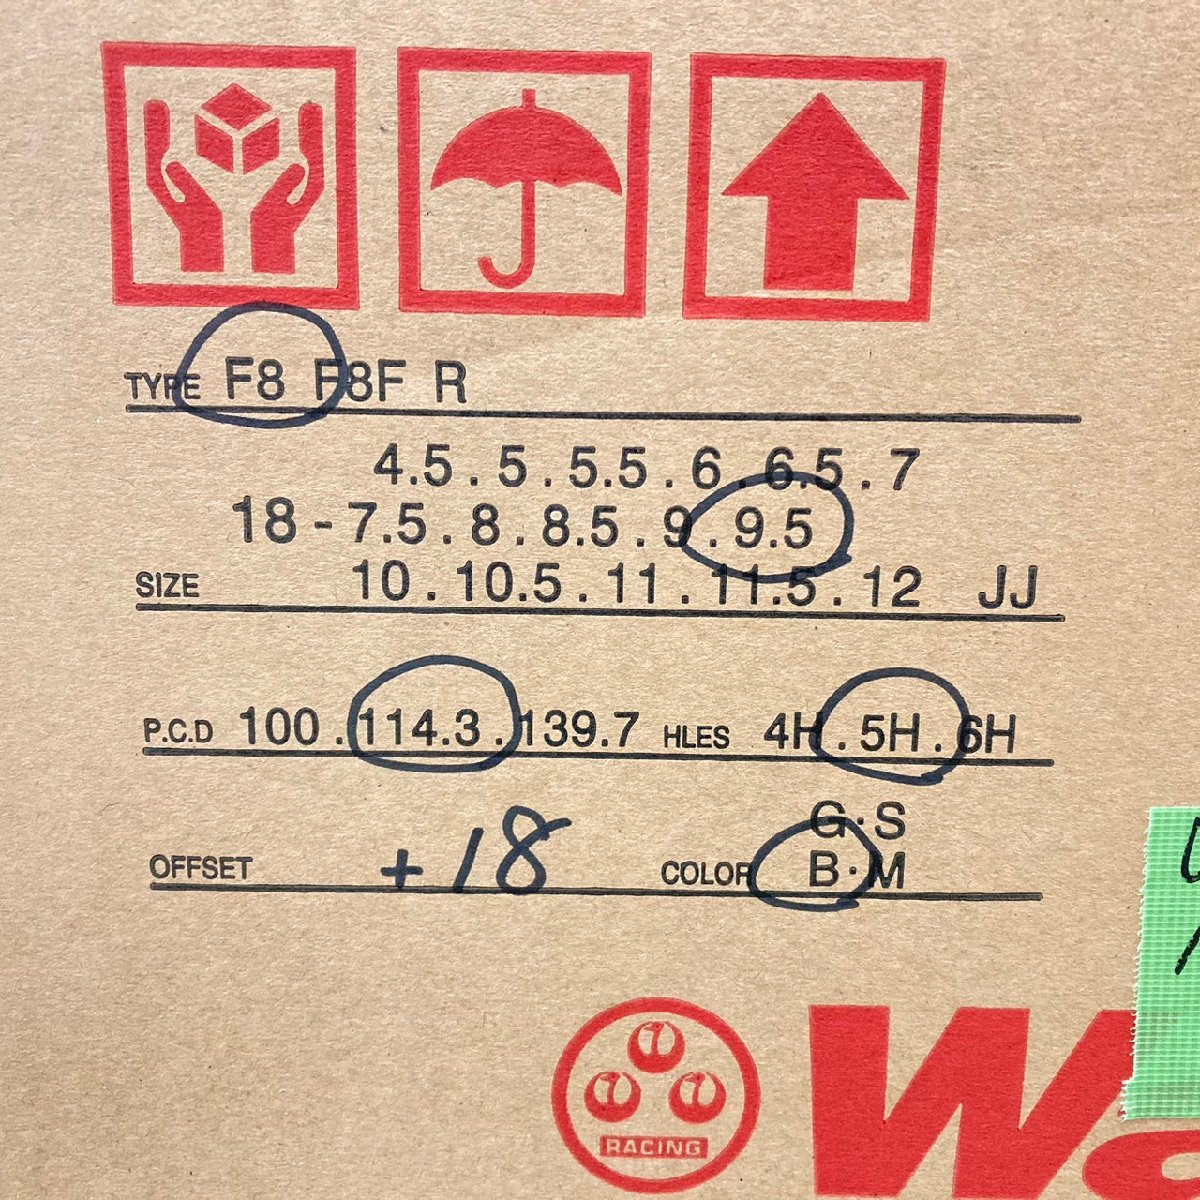 TYPE F8 F8F R
4.5 . 5 . 5.5 . 6 . 6.5 . 7
18 - 7.5 . 8 . 8.5 . 9 . 9.5
SIZE 10 . 10.5 . 11 . 11.5 . 12 JJ
P.C.D 100 . 114.3 . 139.7 HLES 4H . 5H . 6H
G·S
OFFSET +18 COLOR B·M
RACING